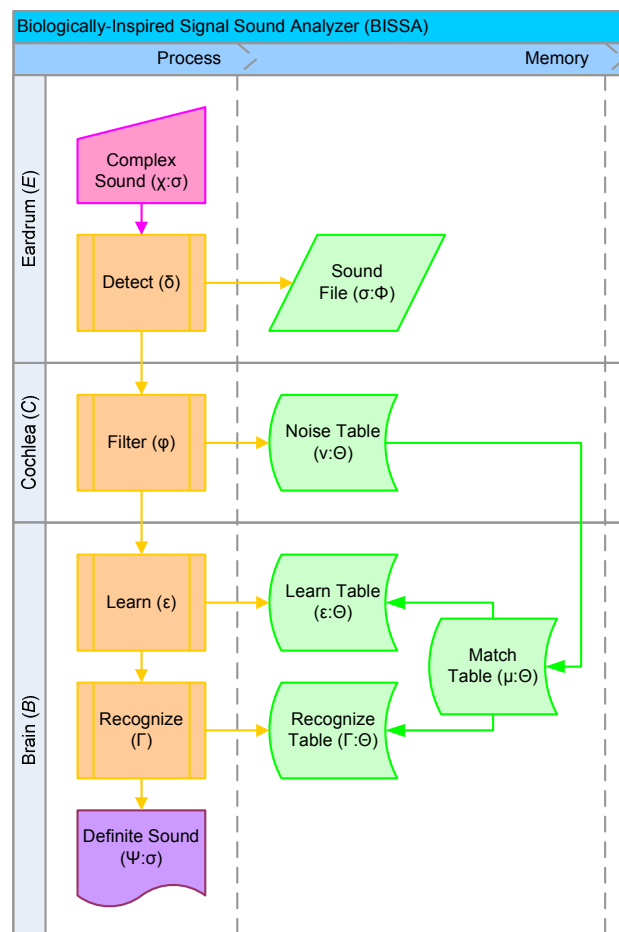 Biologically-Inspired Signal Sound Analyzer (BISSA)
Process
Memory
Eardrum (E)
Complex
Sound (χ:σ)
Detect (δ)
Sound
File (σ:Φ)
Cochlea (C)
Filter (φ)
Noise Table
(ν:Θ)
Brain (B)
Learn (ε)
Learn Table
(ε:Θ)
Match
Table (μ:Θ)
Recognize
(Γ)
Recognize
Table (Γ:Θ)
Definite Sound
(Ψ:σ)